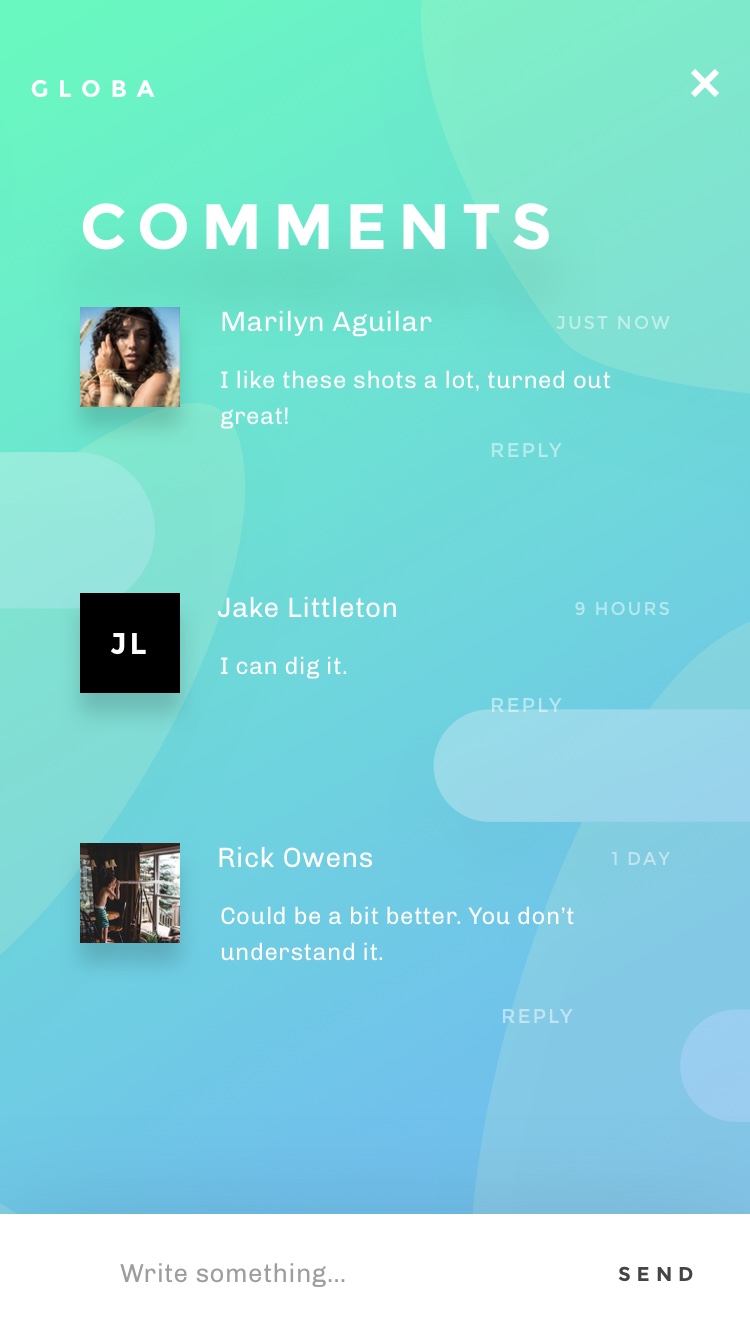 GLOBA
×
COMMENTS
Marilyn Aguilar
JUST NOW
I like these shots a lot, turned out
great!
REPLY
JL
Jake Littleton
9 HOURS
I can dig it.
REPLY
Rick Owens
1 DAY
Could be a bit better. You don’t
understand it.
REPLY
Write something...
SEND